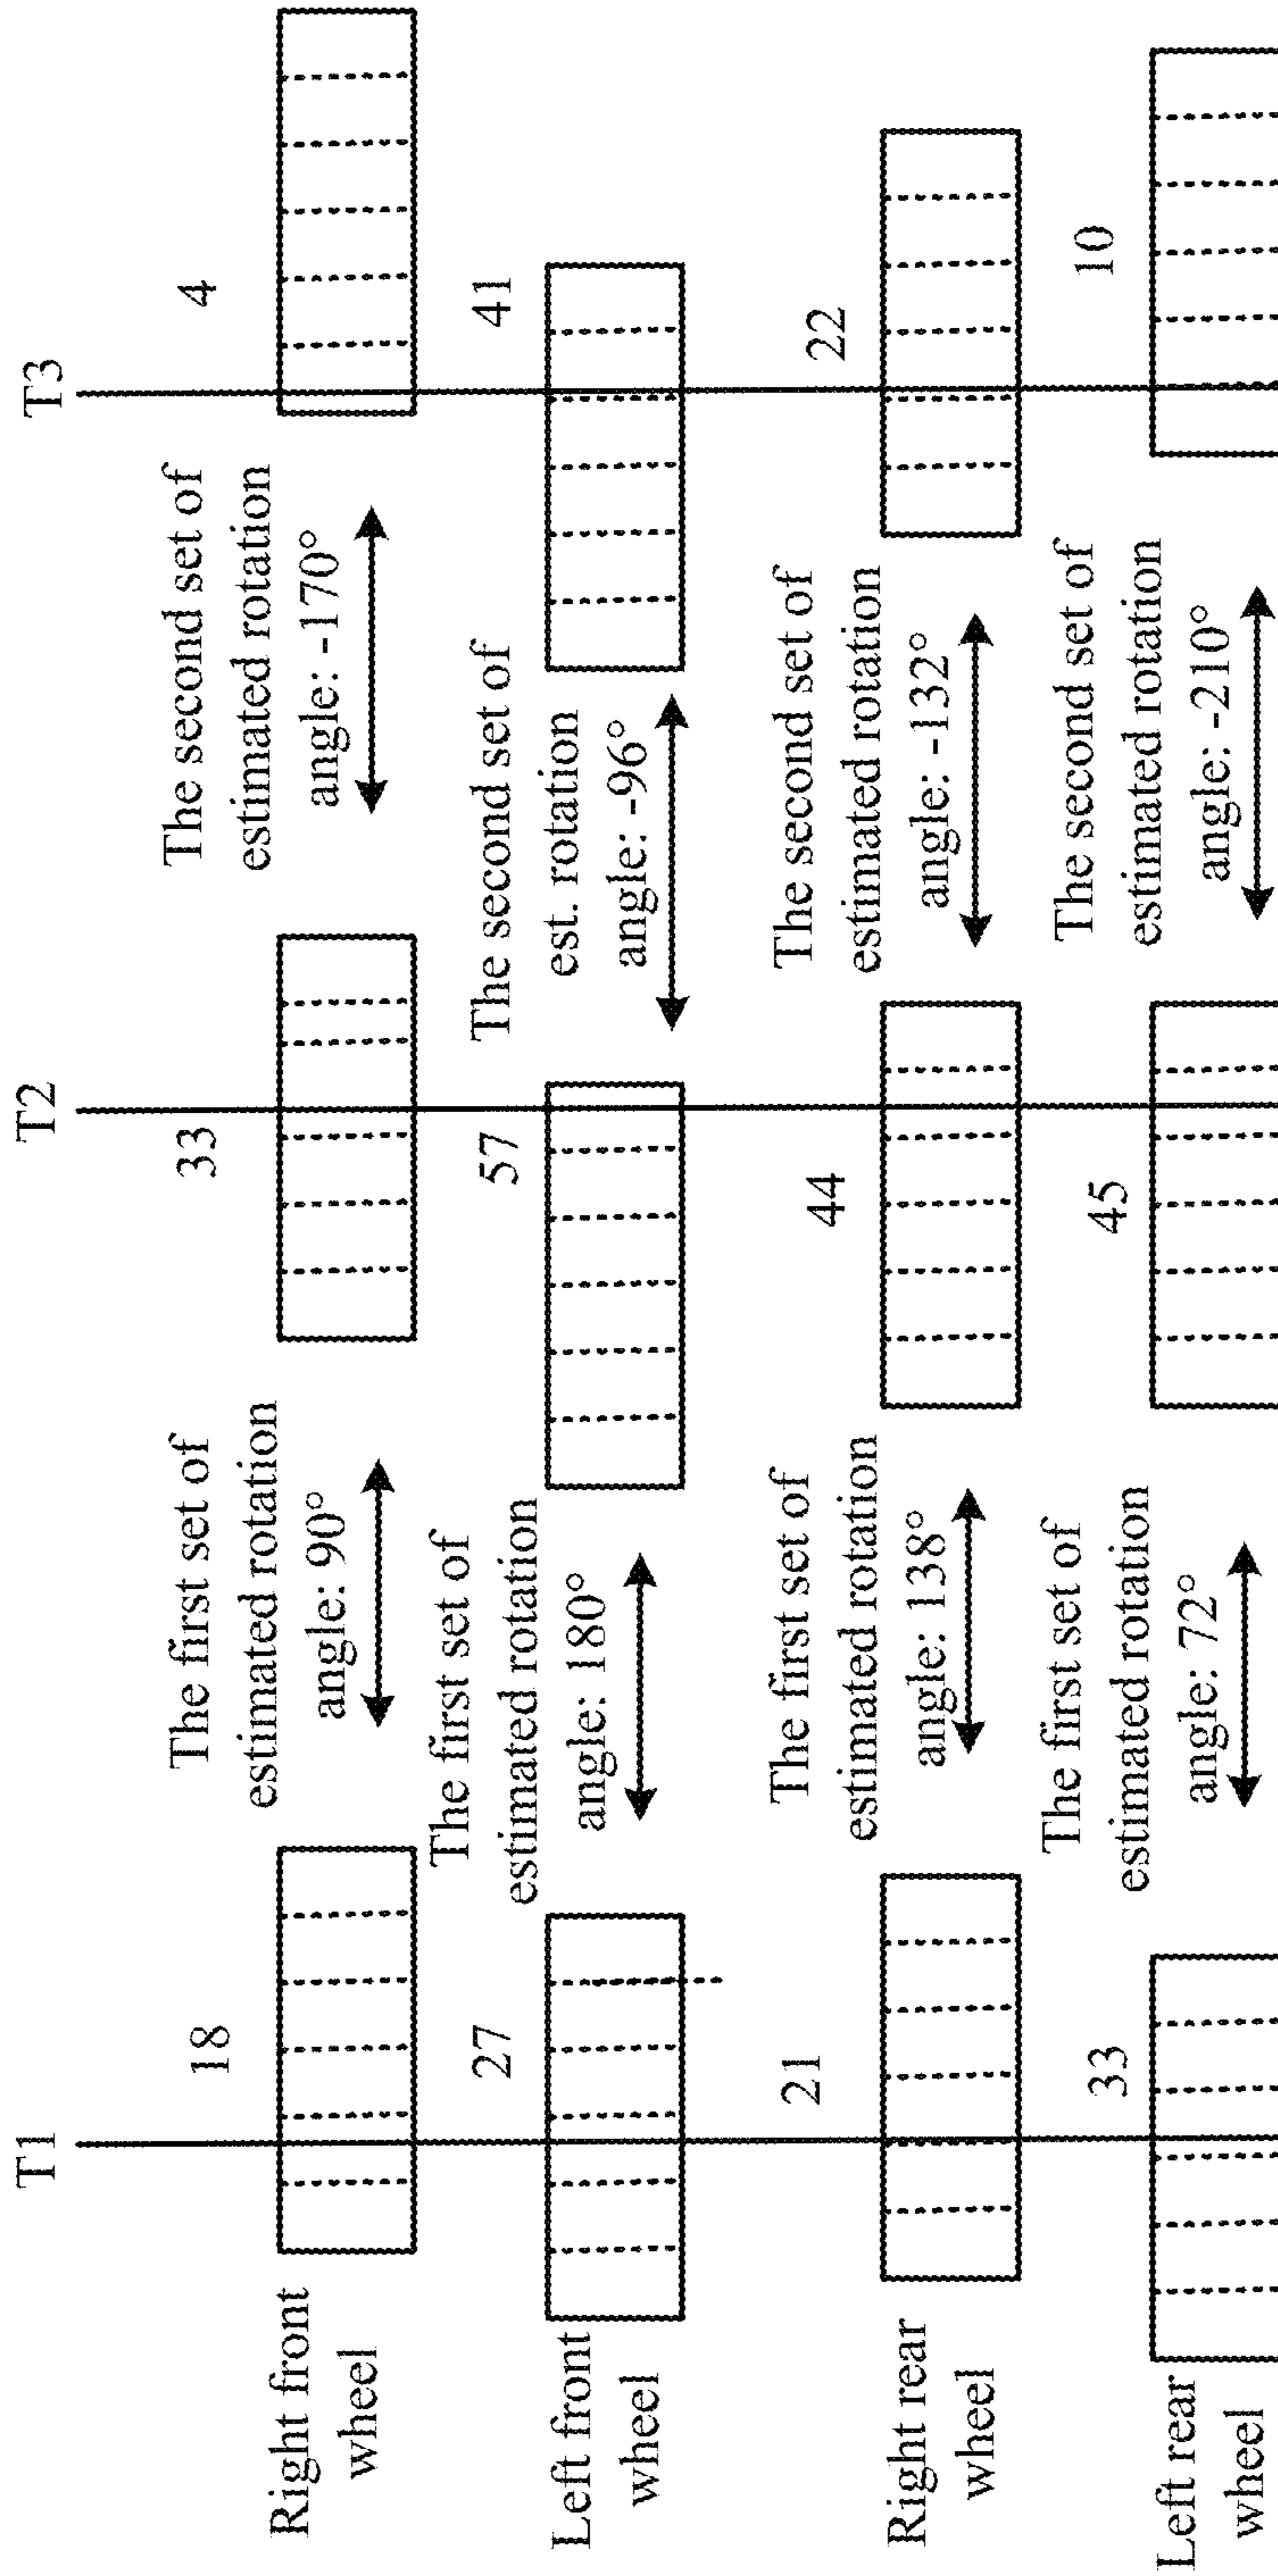 T1
T2
T3
Right front
wheel
18
The first set of
estimated rotation
angle: 90°
33
The second set of
estimated rotation
angle: -170°
4
Left front
wheel
27
The first set of
estimated rotation
angle: 180°
57
The second set of
est. rotation
angle: -96°
41
Right rear
wheel
21
The first set of
estimated rotation
angle: 138°
44
The second set of
estimated rotation
angle: -132°
22
Left rear
wheel
33
The first set of
estimated rotation
angle: 72°
45
The second set of
estimated rotation
angle: -210°
10